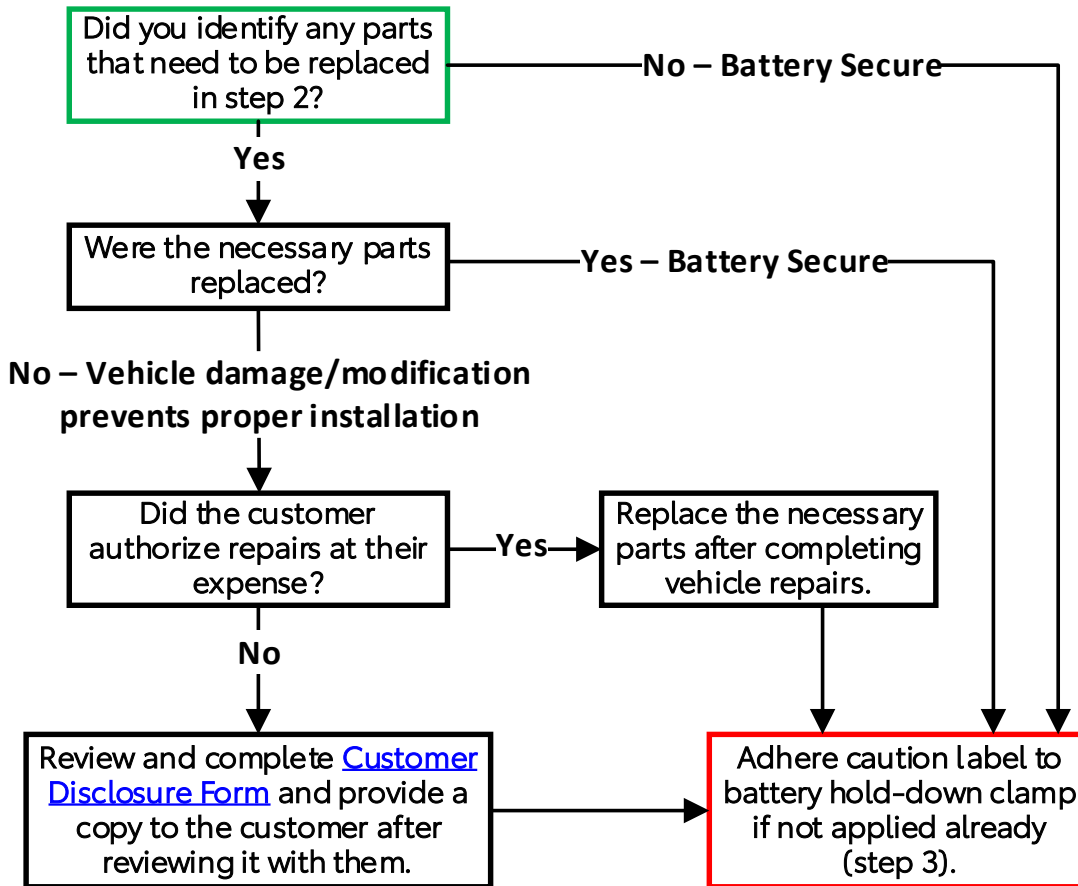 Did you identify any parts
that need to be replaced
in step 2?
No – Battery Secure
Yes
Were the necessary parts
replaced?
Yes – Battery Secure
No – Vehicle damage/modification
prevents proper installation
Did the customer
authorize repairs at their
expense?
Yes
Replace the necessary
parts after completing
vehicle repairs.
No
Review and complete Customer
Disclosure Form and provide a
copy to the customer after
reviewing it with them.
Adhere caution label to
battery hold-down clamp
if not applied already
(step 3).